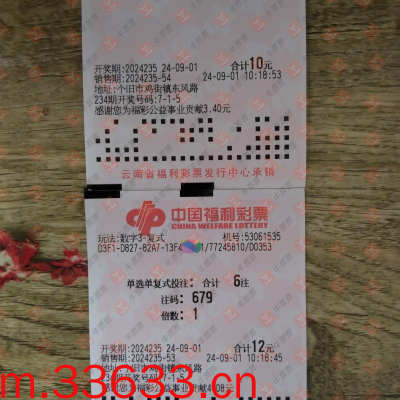 开奖期:2024235 24-09-01 合计10元
销售期:2024235-54 24-09-01 10:18:53
地址:个旧市鸡街镇东风路
234期开奖号码:7-1-5
感谢您为福彩公益事业贡献3.40元
云南省福利彩票发行中心承销
中国福利彩票
CHINA WELFARE LOTTERY
玩法:数字3-复式 机号:53061535
/77245810/D0353
单选单复式投注: 合计 6注
注码: 679
倍数: 1
开奖期:2024235 24-09-01 合计12元
销售期:2024235-53 24-09-01 10:16:45
m.33633.cn